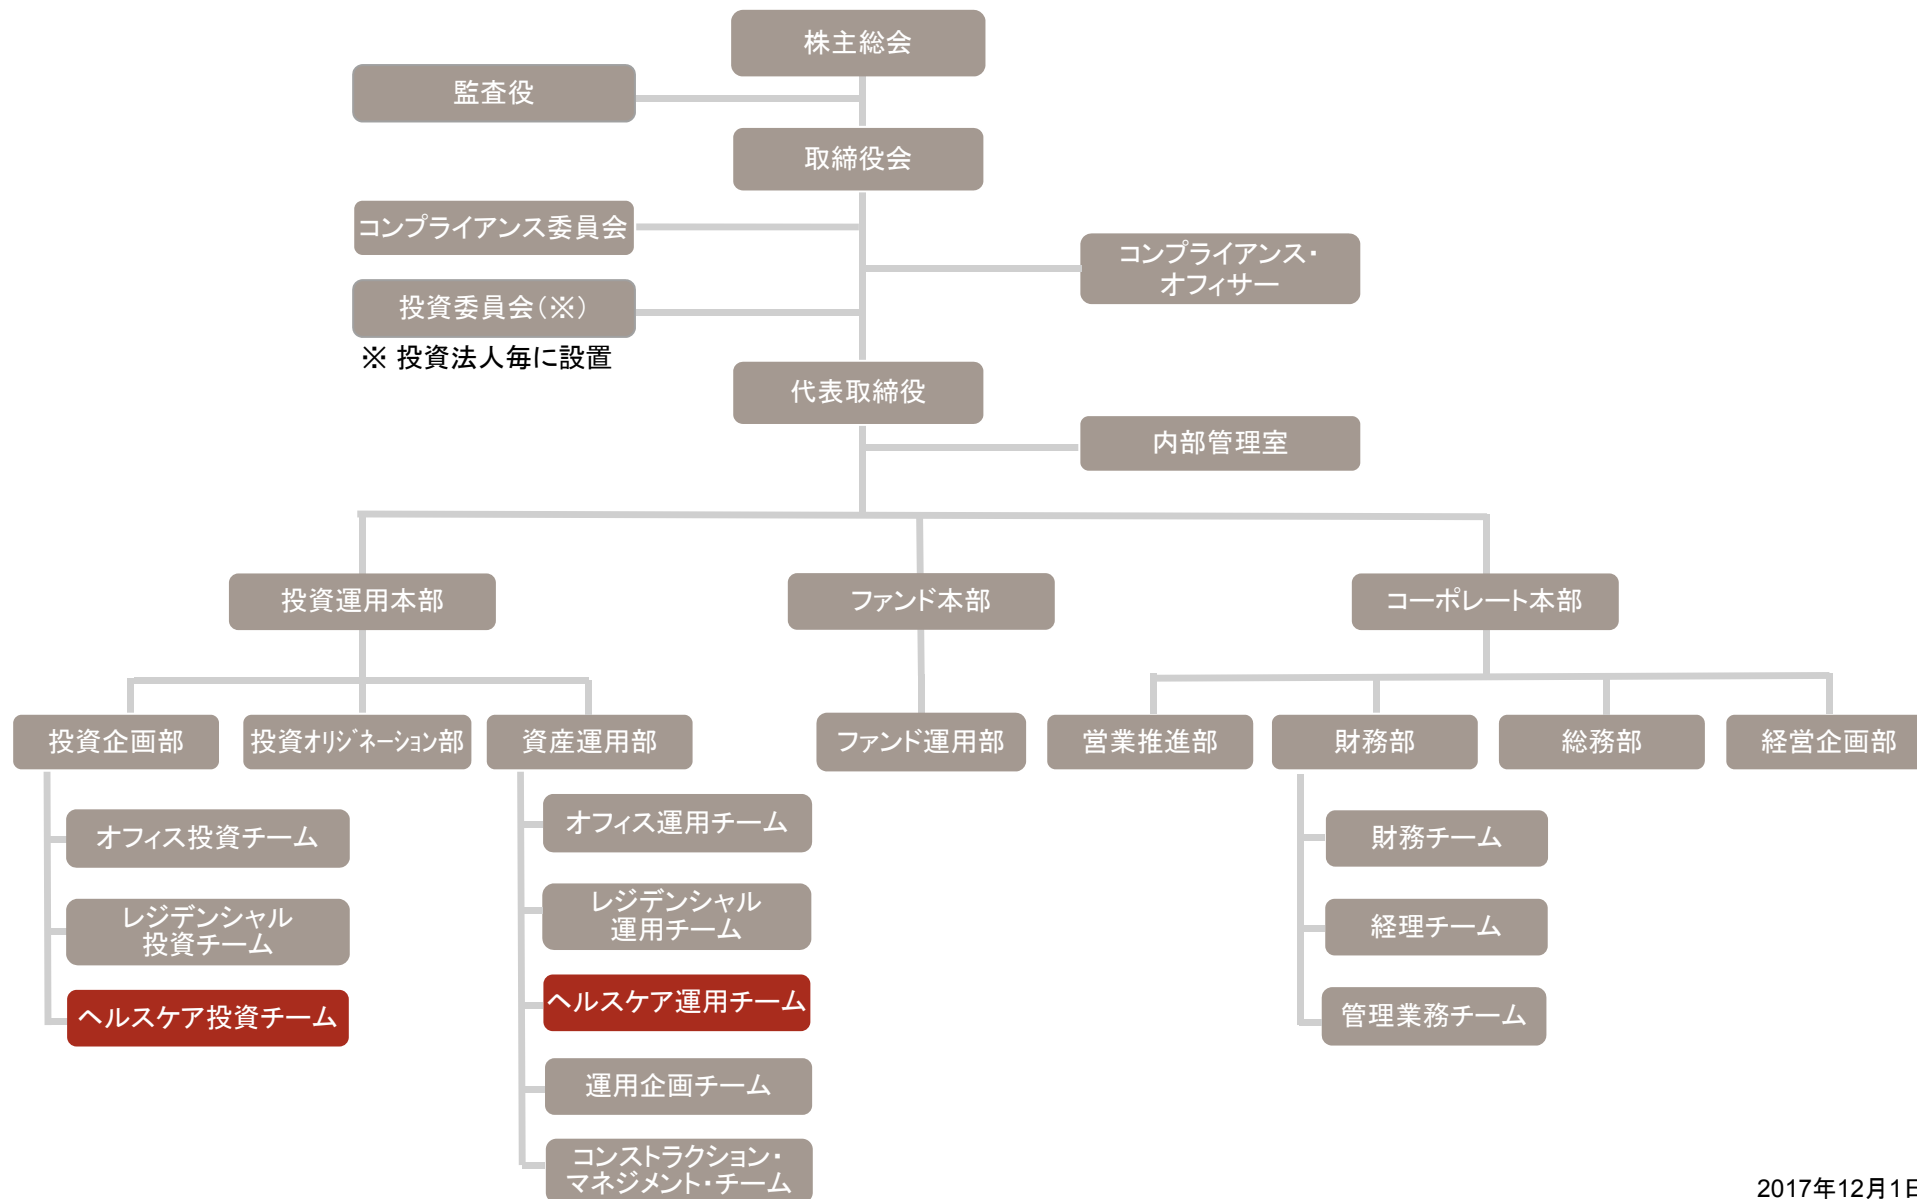 株主総会
監査役
取締役会
コンプライアンス委員会
コンプライアンス・
オフィサー
投資委員会(※)
※ 投資法人毎に設置
代表取締役
内部管理室
投資運用本部
ファンド本部
コーポレート本部
投資企画部
投資オリジネーション部
資産運用部
ファンド運用部
営業推進部
財務部
総務部
経営企画部
オフィス投資チーム
レジデンシャル
投資チーム
ヘルスケア投資チーム
オフィス運用チーム
レジデンシャル
運用チーム
ヘルスケア運用チーム
運用企画チーム
コンストラクション・
マネジメント・チーム
財務チーム
経理チーム
管理業務チーム
2017年12月1日